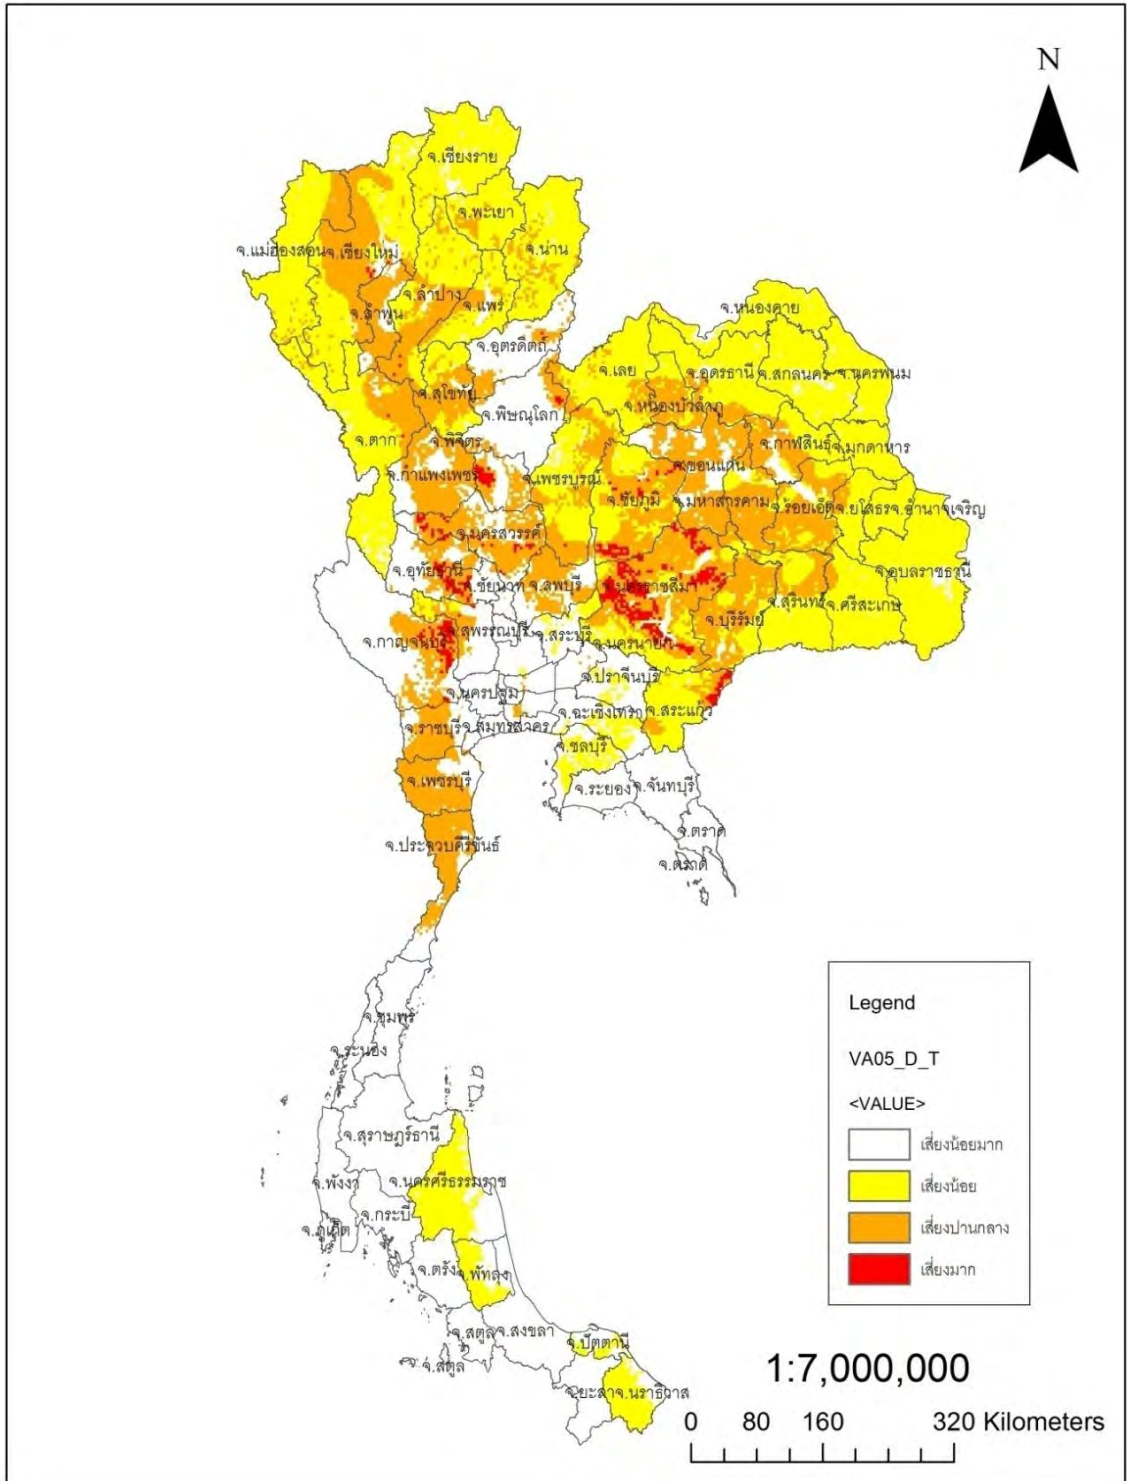 N
จ.เชียงราย
จ.พะเยา
จ.น่าน
จ.แม่ฮ่องสอน
จ.เชียงใหม่
จ.ลำปาง
จ.แพร่
จ.ลำพูน
จ.หนองคาย
จ.อุตรดิตถ์
จ.เลย
จ.อุดรธานี
จ.สกลนคร
จ.นครพนม
จ.สุโขทัย
จ.พิษณุโลก
จ.หนองบัวลำภู
จ.ตาก
จ.พิจิตร
จ.กาฬสินธุ์
จ.มุกดาหาร
จ.กำแพงเพชร
จ.เพชรบูรณ์
จ.ขอนแก่น
จ.ชัยภูมิ
จ.มหาสารคาม
จ.ร้อยเอ็ด
จ.ยโสธร
จ.อำนาจเจริญ
จ.นครสวรรค์
จ.อุทัยธานี
จ.ชัยนาท
จ.ลพบุรี
จ.นครราชสีมา
จ.อุบลราชธานี
จ.สุรินทร์
จ.ศรีสะเกษ
จ.บุรีรัมย์
จ.กาญจนบุรี
จ.สุพรรณบุรี
จ.สระบุรี
จ.นครนายก
จ.ปราจีนบุรี
จ.นครปฐม
จ.ฉะเชิงเทรา
จ.สระแก้ว
จ.ราชบุรี
จ.สมุทรสาคร
จ.ชลบุรี
จ.เพชรบุรี
จ.ระยอง
จ.จันทบุรี
จ.ตราด
จ.ตราด
จ.ประจวบคีรีขันธ์
จ.ชุมพร
จ.ระนอง
จ.สุราษฎร์ธานี
จ.พังงา
จ.นครศรีธรรมราช
จ.กระบี่
จ.ภูเก็ต
จ.ตรัง
จ.พัทลุง
จ.สตูล
จ.สงขลา
จ.สตูล
จ.ปัตตานี
จ.ยะลา
จ.นราธิวาส
Legend
VA05_D_T
<VALUE>
เสี่ยงน้อยมาก
เสี่ยงน้อย
เสี่ยงปานกลาง
เสี่ยงมาก
1:7,000,000
0 80 160 320 Kilometers